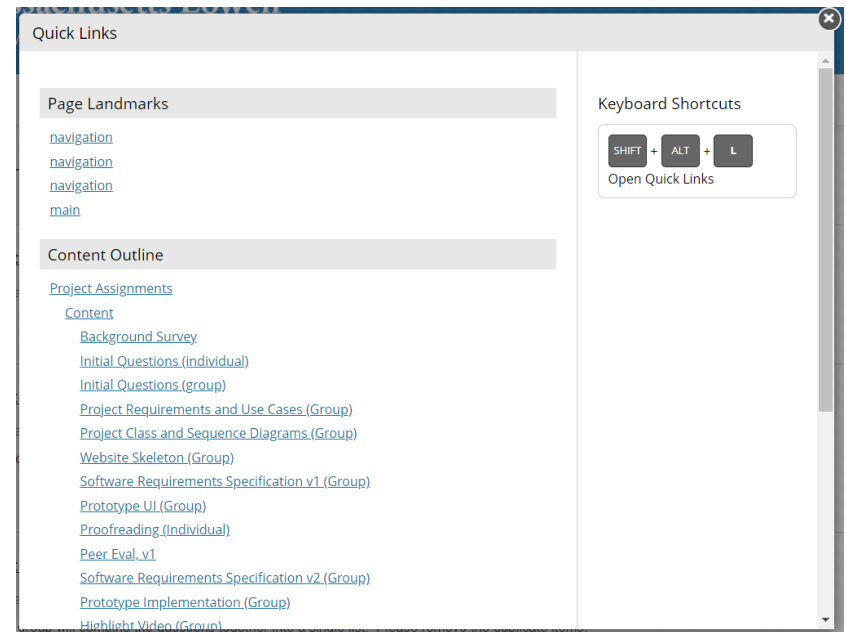 Quick Links
Page Landmarks
navigation
navigation
navigation
main
Content Outline
Project Assignments
Content
Background Survey
Initial Questions (individual)
Initial Questions (group)
Project Requirements and Use Cases (Group)
Project Class and Sequence Diagrams (Group)
Website Skeleton (Group)
Software Requirements Specification v1 (Group)
Prototype UI (Group)
Proofreading (Individual)
Peer Eval, v1
Software Requirements Specification v2 (Group)
Prototype Implementation (Group)
Highlight Video (Group)
Keyboard Shortcuts
SHIFT + ALT + L
Open Quick Links